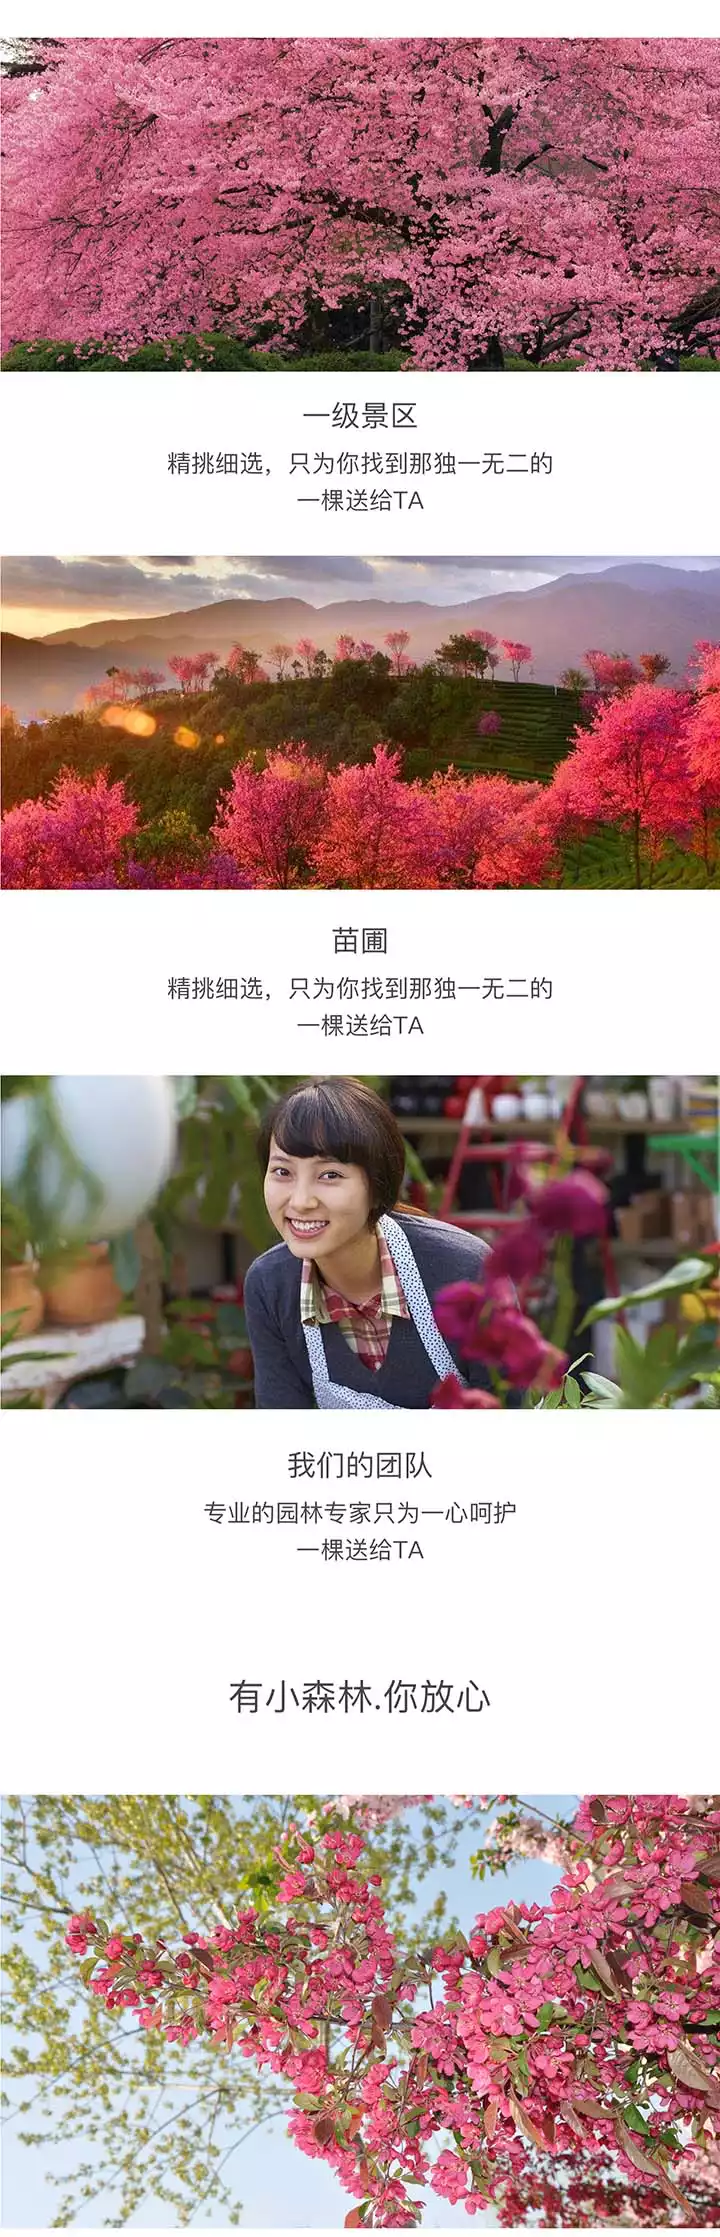 一级景区
精挑细选，只为你找到那独一无二的
一棵送给TA
苗圃
精挑细选，只为你找到那独一无二的
一棵送给TA
我们的团队
专业的园林专家只为一心呵护
一棵送给TA
有小森林.你放心